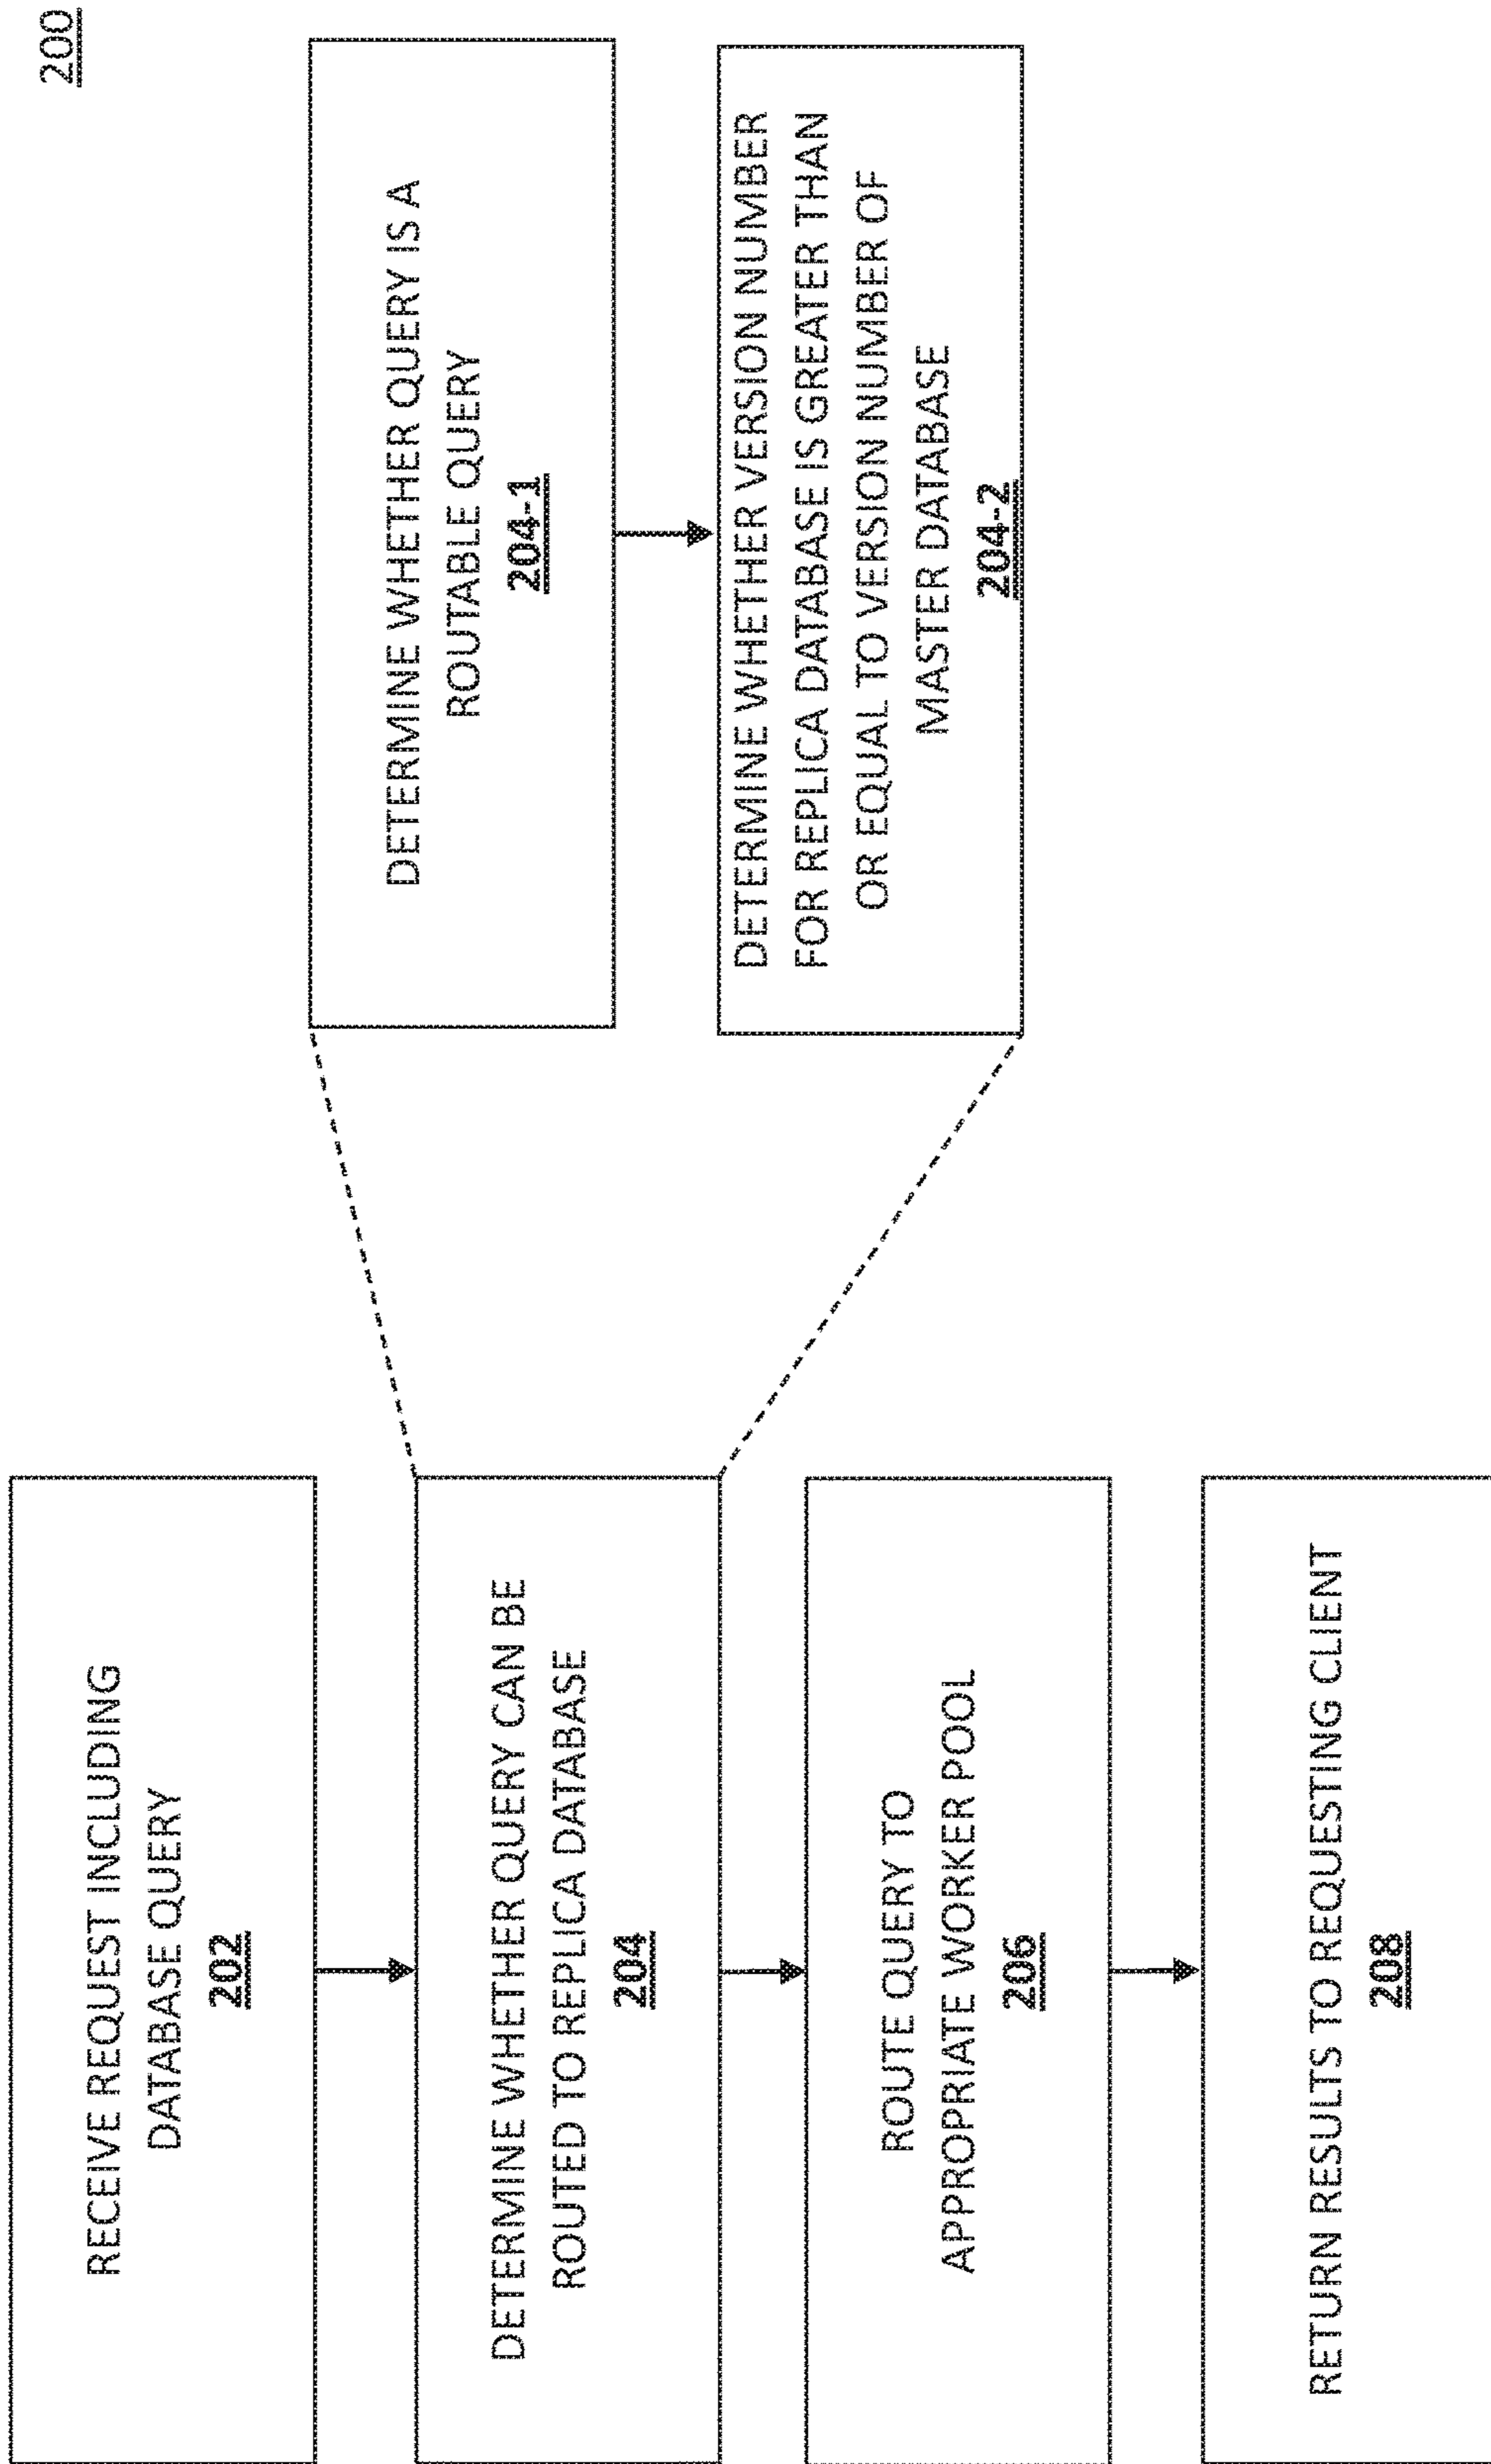 200
RECEIVE REQUEST INCLUDING
DATABASE QUERY
202
DETERMINE WHETHER QUERY CAN BE
ROUTED TO REPLICA DATABASE
204
ROUTE QUERY TO
APPROPRIATE WORKER POOL
206
RETURN RESULTS TO REQUESTING CLIENT
208
DETERMINE WHETHER QUERY IS A
ROUTABLE QUERY
204-1
DETERMINE WHETHER VERSION NUMBER
FOR REPLICA DATABASE IS GREATER THAN
OR EQUAL TO VERSION NUMBER OF
MASTER DATABASE
204-2